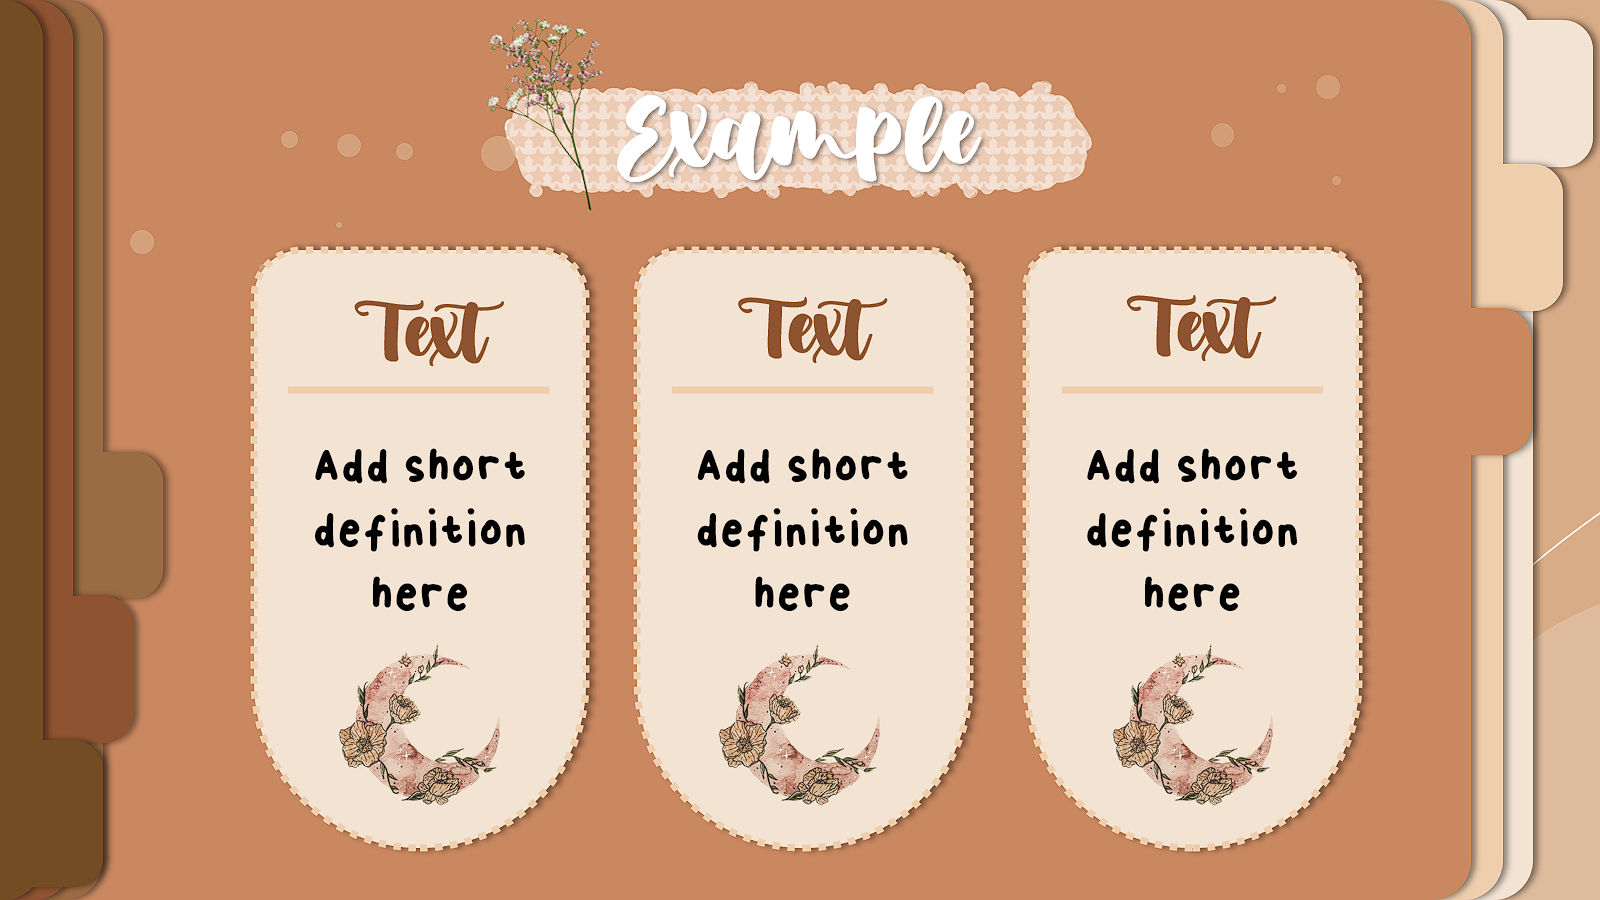 Example
Text
Add short
definition
here
Text
Add short
definition
here
Text
Add short
definition
here